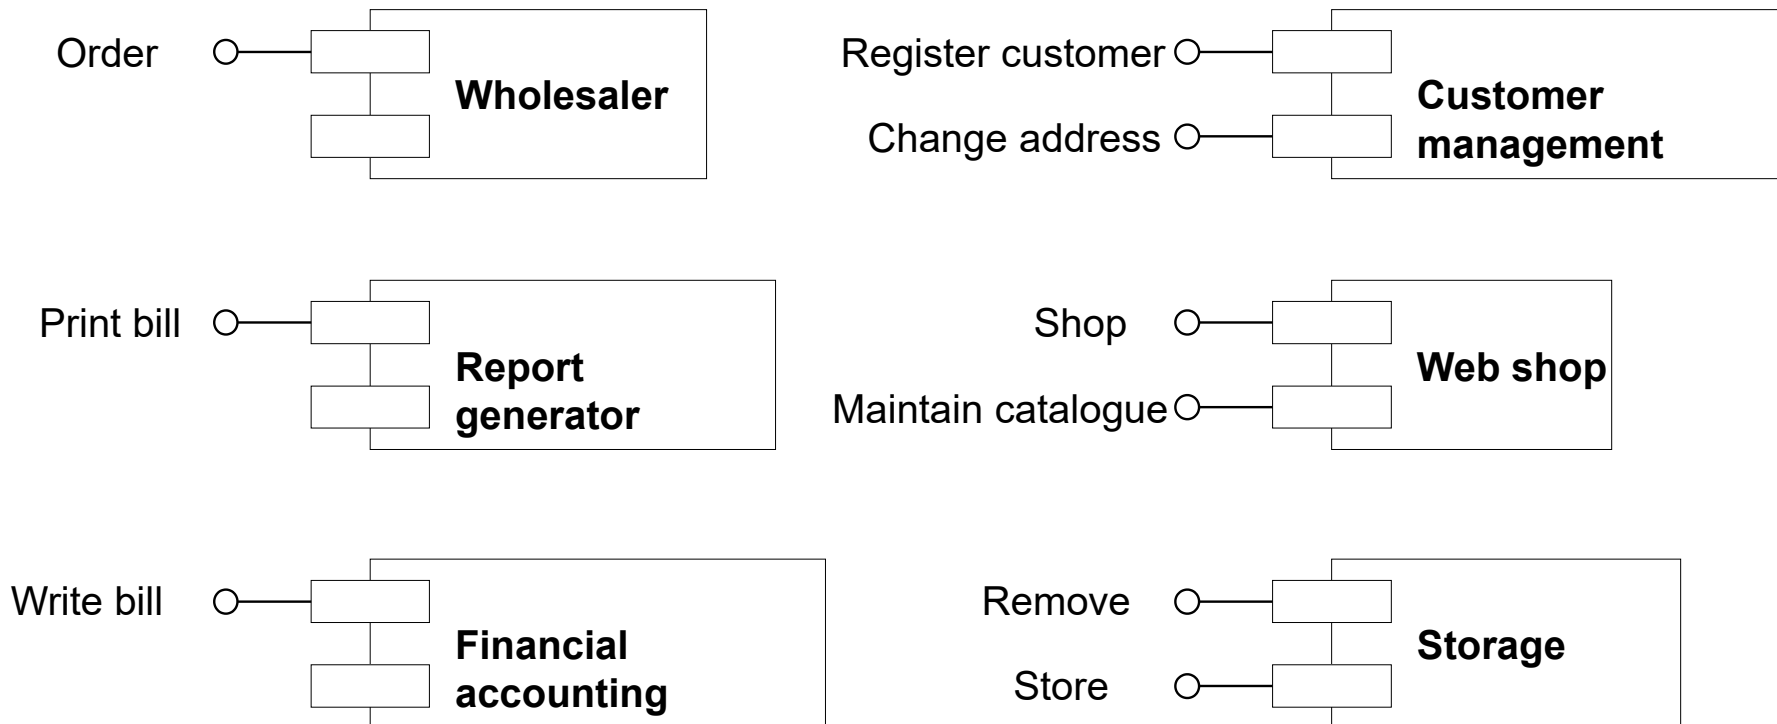 Order
Wholesaler
Register customer
Change address
Customer
management
Print bill
Report
generator
Shop
Maintain catalogue
Web shop
Write bill
Financial
accounting
Remove
Store
Storage